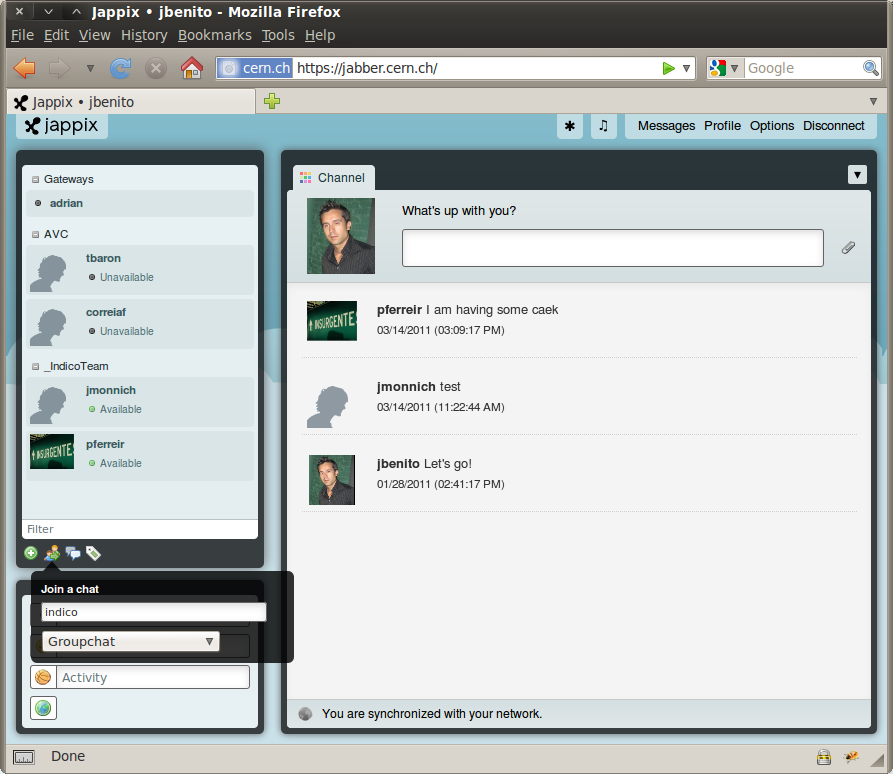 Jappix • jbenito - Mozilla Firefox
File Edit View History Bookmarks Tools Help
cern.ch https://jabber.cern.ch/
Google
Jappix • jbenito
jappix
Messages Profile Options Disconnect
Gateways
adrian
AVC
tbaron
Unavailable
correiaf
Unavailable
_IndicoTeam
jmonnich
Available
INSURGENTES
pferreir
Available
Filter
Join a chat
indico
Groupchat
Activity
Channel
What's up with you?
INSURGENTE
pferreir I am having some caek
03/14/2011 (03:09:17 PM)
jmonnich test
03/14/2011 (11:22:44 AM)
jbenito Let's go!
01/28/2011 (02:41:17 PM)
You are synchronized with your network.
Done